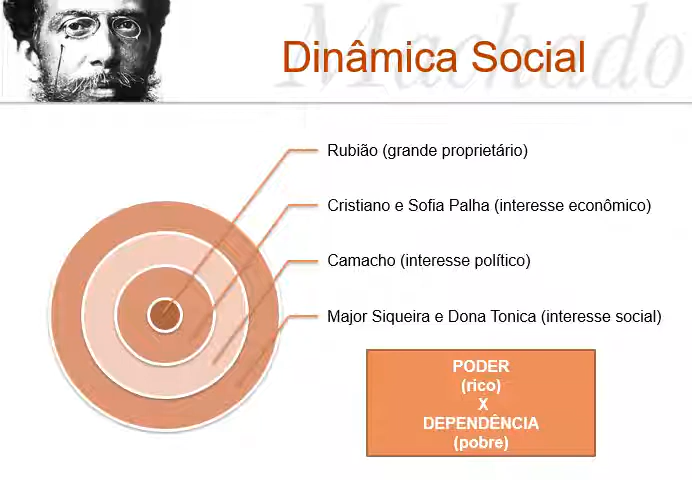 Machado
Dinâmica Social
Rubião (grande proprietário)
Cristiano e Sofia Palha (interesse econômico)
Camacho (interesse político)
Major Siqueira e Dona Tonica (interesse social)
PODER
(rico)
X
DEPENDÊNCIA
(pobre)